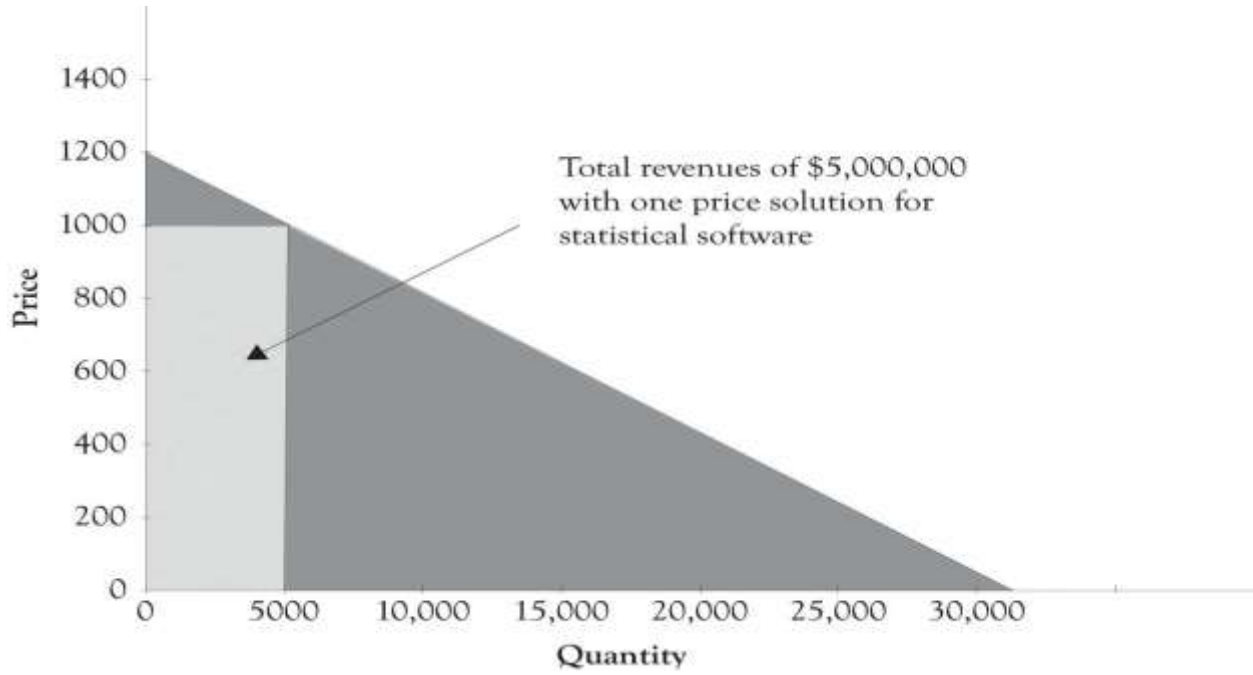 1400
1200
Total revenues of $5,000,000
with one price solution for
statistical software
1000
800
Price
600
400
200
0
0 5000 10,000 15,000 20,000 25,000 30,000
Quantity